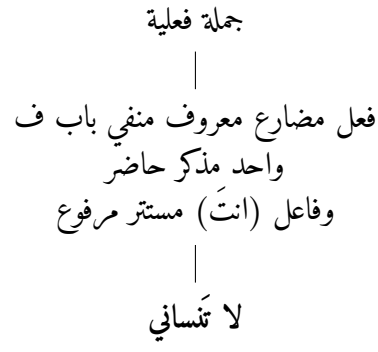 جملة فعلية
فعل مضارع معروف منفي باب ف
واحد مذكر حاضر
وفاعل (انتَ) مستتر مرفوع
لا تَنساني